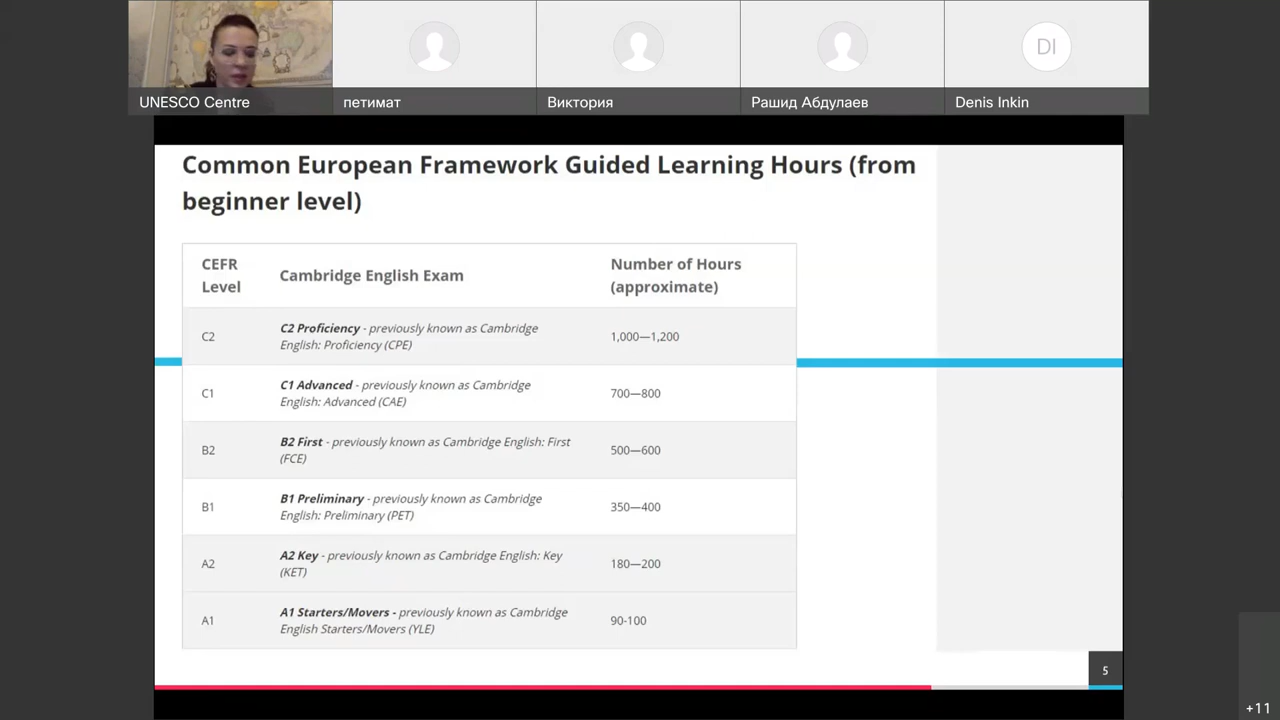 UNESCO Centre
петимат
Виктория
Рашид Абдулаев
DI
Denis Inkin
Common European Framework Guided Learning Hours (from
beginner level)
CEFR
Level
Cambridge English Exam
Number of Hours
(approximate)
C2
C2 Proficiency - previously known as Cambridge
English: Proficiency (CPE)
1,000—1,200
C1
C1 Advanced - previously known as Cambridge
English: Advanced (CAE)
700—800
B2
B2 First - previously known as Cambridge English: First
(FCE)
500—600
B1
B1 Preliminary - previously known as Cambridge
English: Preliminary (PET)
350—400
A2
A2 Key - previously known as Cambridge English: Key
(KET)
180—200
A1
A1 Starters/Movers - previously known as Cambridge
English Starters/Movers (YLE)
90-100
5
+11